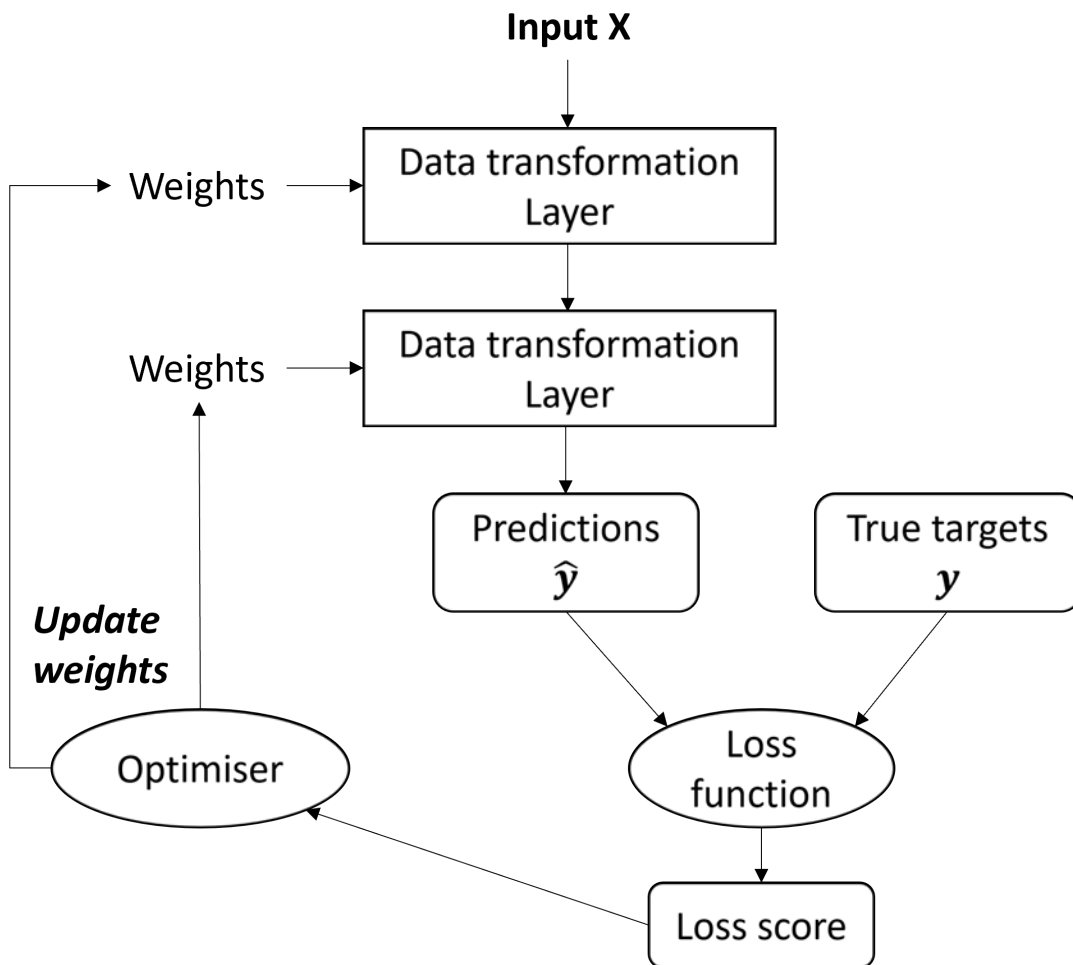 Input X
Weights
Data transformation
Layer
Weights
Data transformation
Layer
Predictions
ŷ
True targets
y
Update
weights
Optimiser
Loss
function
Loss score